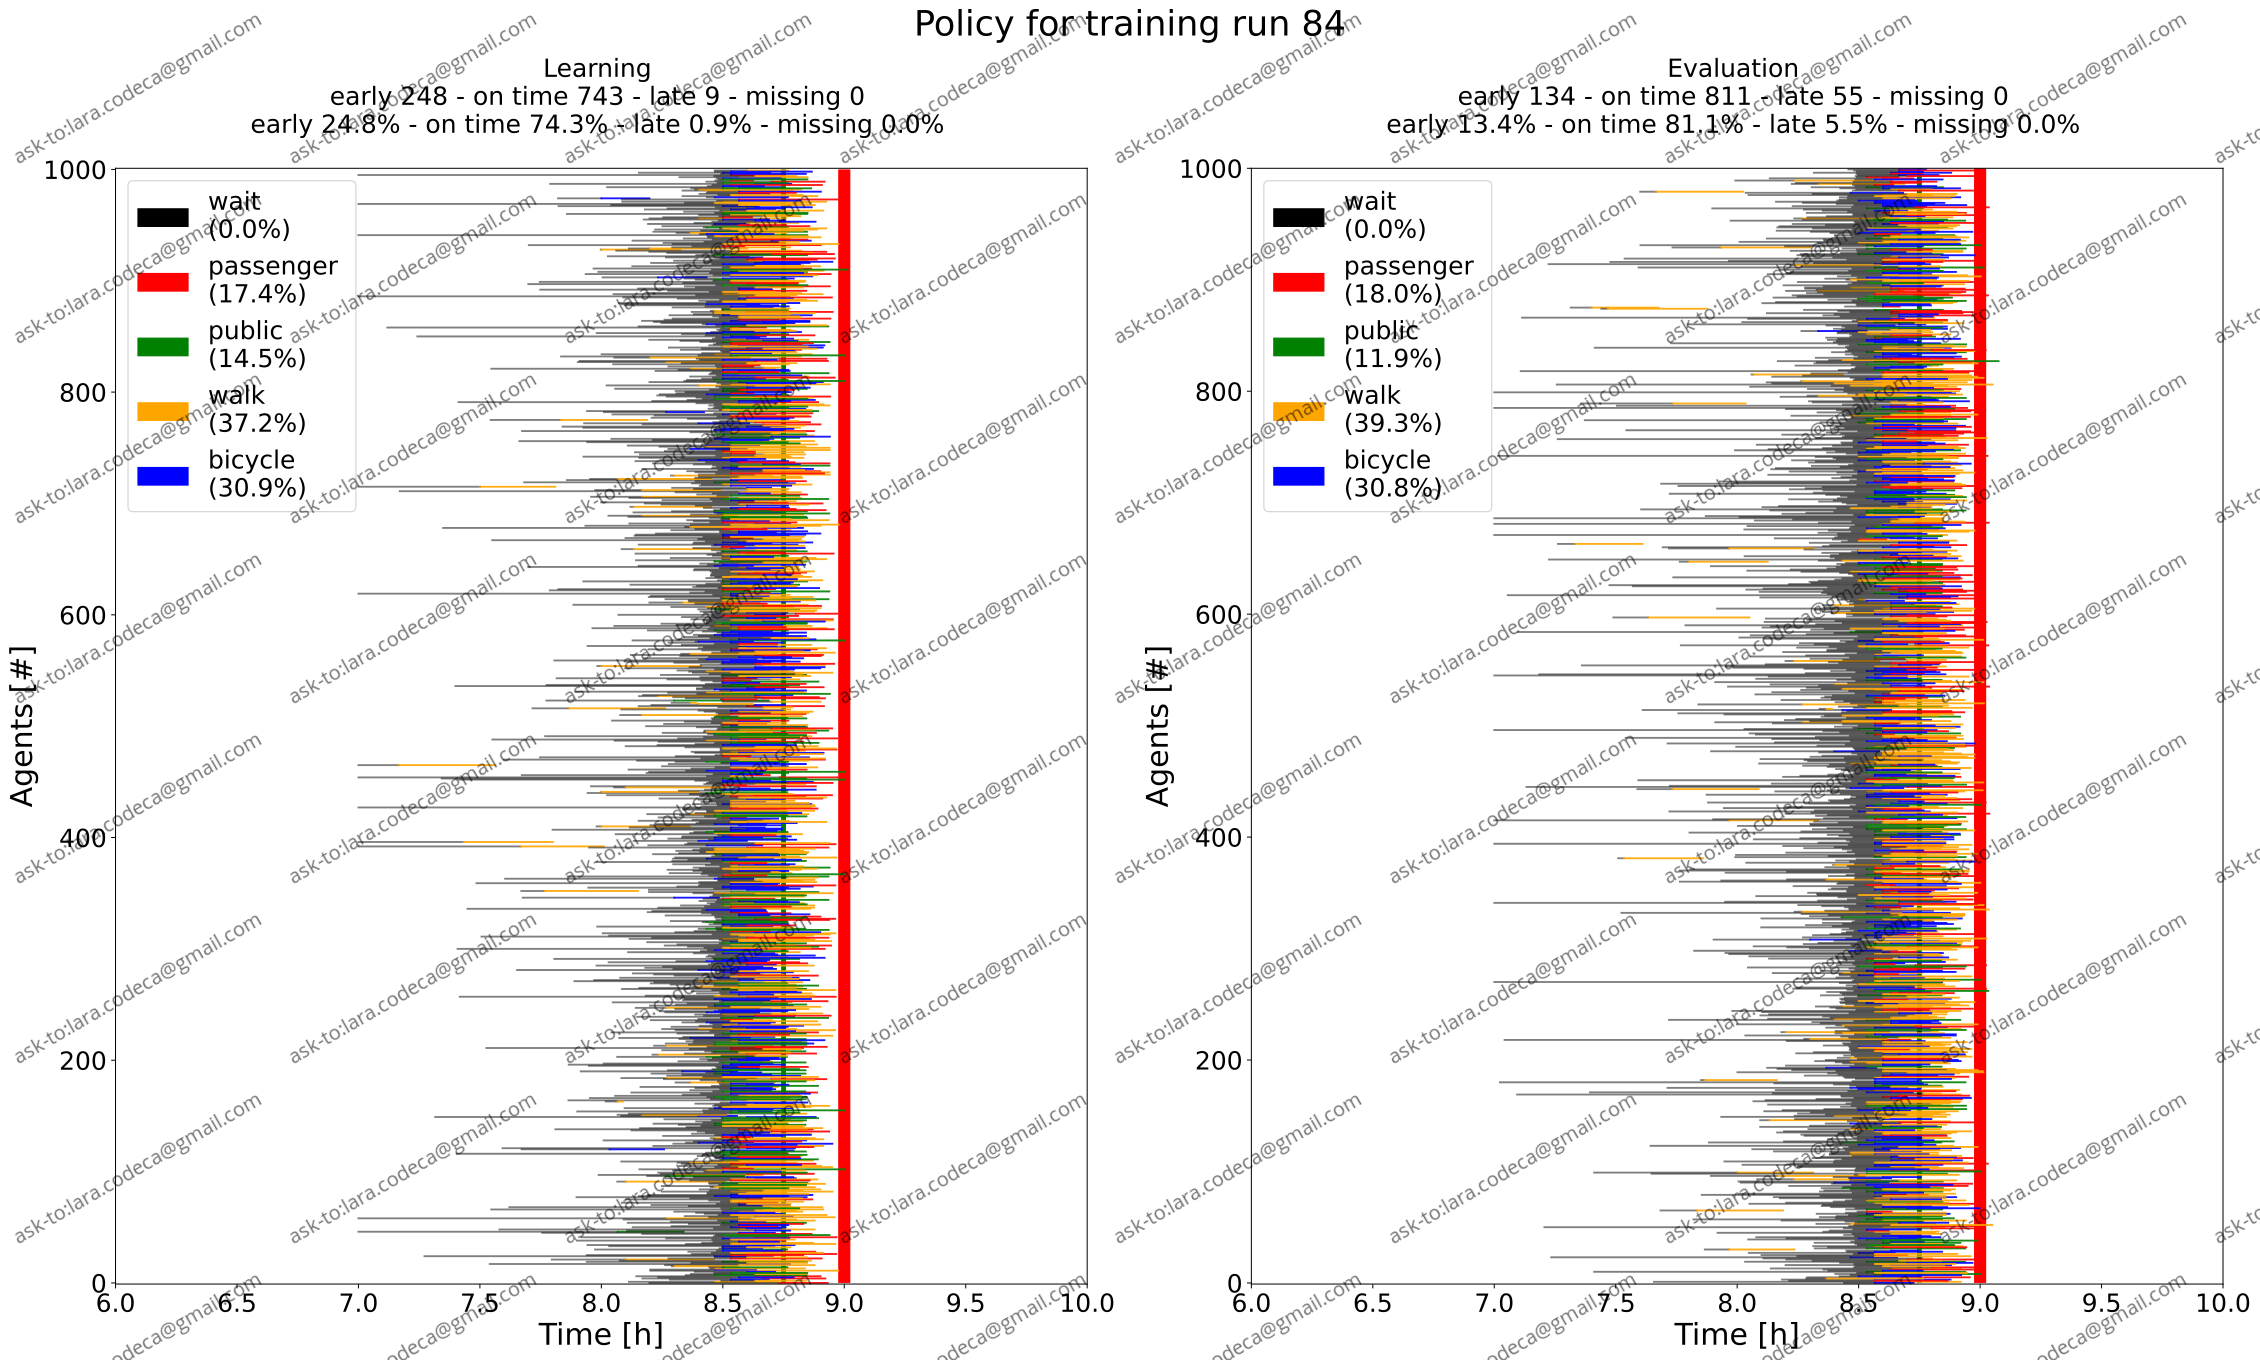 Policy for training run 84
Learning
early 248 - on time 743 - late 9 - missing 0
early 24.8% - on time 74.3% - late 0.9% - missing 0.0%
Evaluation
early 134 - on time 811 - late 55 - missing 0
early 13.4% - on time 81.1% - late 5.5% - missing 0.0%
Agents [#]
1000
800
600
400
200
0
wait
(0.0%)
passenger
(17.4%)
public
(14.5%)
walk
(37.2%)
bicycle
(30.9%)
6.0 6.5 7.0 7.5 8.0 8.5 9.0 9.5 10.0
Time [h]
Agents [#]
1000
800
600
400
200
0
wait
(0.0%)
passenger
(18.0%)
public
(11.9%)
walk
(39.3%)
bicycle
(30.8%)
6.0 6.5 7.0 7.5 8.0 8.5 9.0 9.5 10.0
Time [h]
ask-to:lara.codeca@gmail.com